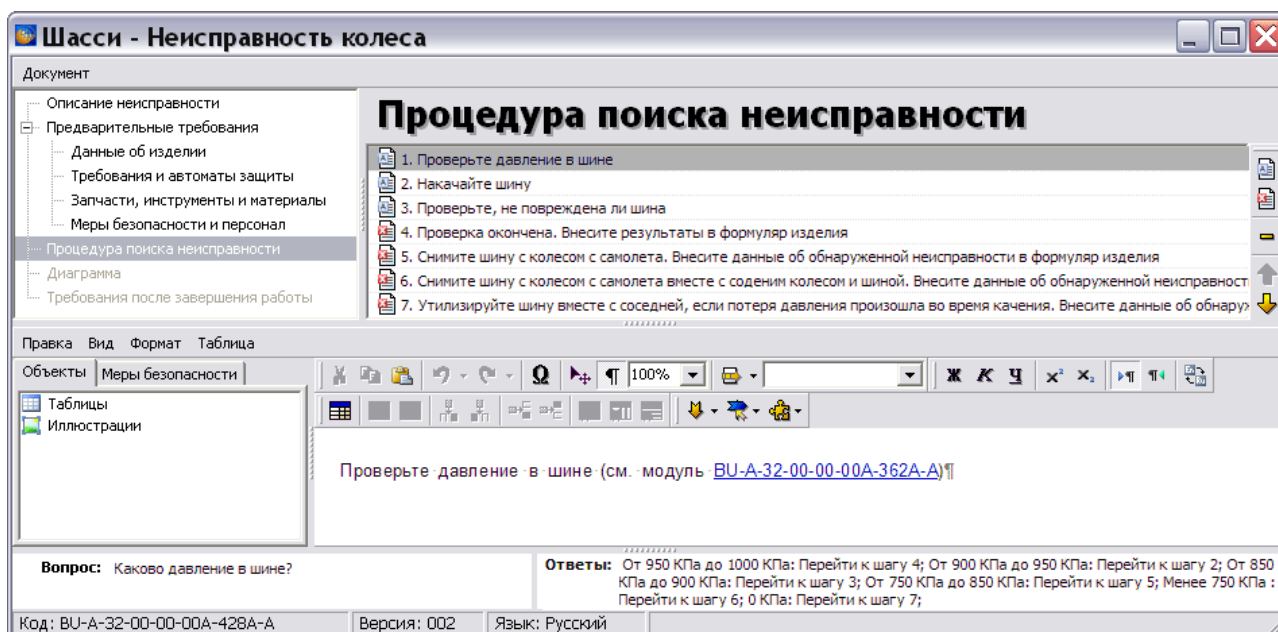 Шасси - Неисправность колеса
Документ
Описание неисправности
Предварительные требования
Данные об изделии
Требования и автоматы защиты
Запчасти, инструменты и материалы
Меры безопасности и персонал
Процедура поиска неисправности
Диаграмма
Требования после завершения работы
Процедура поиска неисправности
1. Проверьте давление в шине
2. Накачайте шину
3. Проверьте, не повреждена ли шина
4. Проверка окончена. Внесите результаты в формуляр изделия
5. Снимите шину с колесом с самолета. Внесите данные об обнаруженной неисправности в формуляр изделия
6. Снимите шину с колесом с самолета вместе с соденим колесом и шиной. Внесите данные об обнаруженной неисправност
7. Утилизируйте шину вместе с соседней, если потеря давления произошла во время качения. Внесите данные об обнару
Правка Вид Формат Таблица
Объекты Меры безопасности
Таблицы
Иллюстрации
100%
Ж К Ч x² x₂
Проверьте давление в шине (см. модуль BU-A-32-00-00-00A-362A-A)¶
Вопрос: Каково давление в шине?
Ответы: От 950 КПа до 1000 КПа: Перейти к шагу 4; От 900 КПа до 950 КПа: Перейти к шагу 2; От 850
КПа до 900 КПа: Перейти к шагу 3; От 750 КПа до 850 КПа: Перейти к шагу 5; Менее 750 КПа :
Перейти к шагу 6; 0 КПа: Перейти к шагу 7;
Код: BU-A-32-00-00-00A-428A-A Версия: 002 Язык: Русский